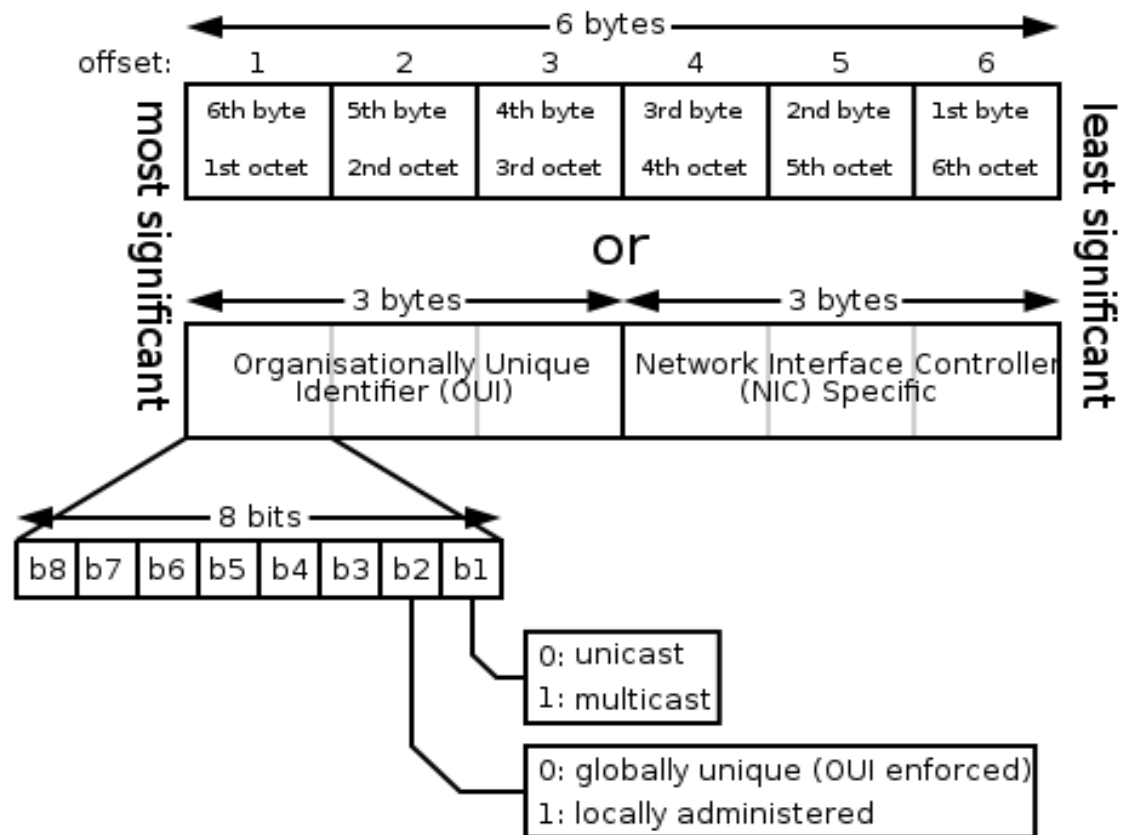 6 bytes
offset: 1 2 3 4 5 6
most significant
6th byte 5th byte 4th byte 3rd byte 2nd byte 1st byte
1st octet 2nd octet 3rd octet 4th octet 5th octet 6th octet
least significant
or
3 bytes 3 bytes
Organisationally Unique
Identifier (OUI)
Network Interface Controller
(NIC) Specific
8 bits
b8 b7 b6 b5 b4 b3 b2 b1
0: unicast
1: multicast
0: globally unique (OUI enforced)
1: locally administered